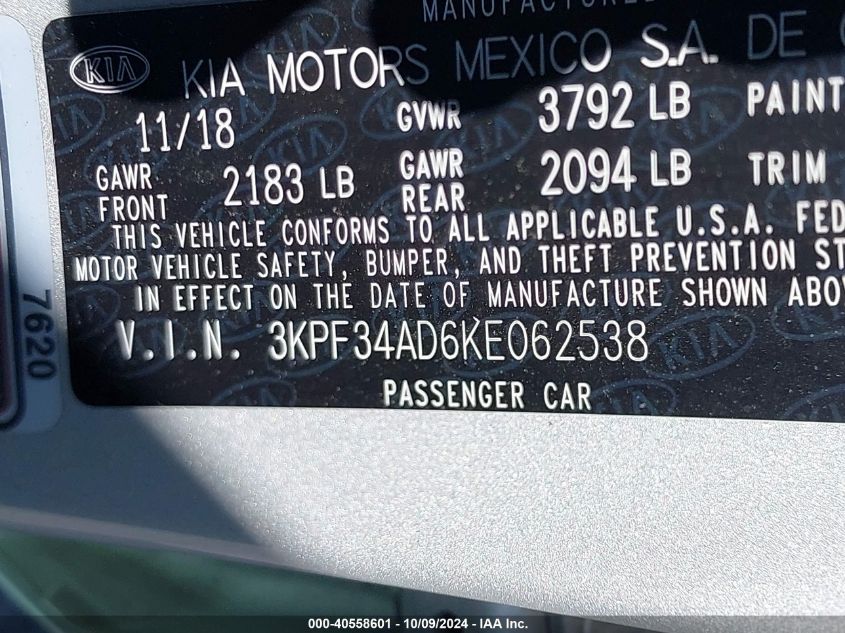 MANUFACTURED
KIA KIA MOTORS MEXICO S.A. DE
11/18 GVWR 3792 LB PAINT
GAWR FRONT 2183 LB GAWR REAR 2094 LB TRIM
THIS VEHICLE CONFORMS TO ALL APPLICABLE U.S.A. FED
MOTOR VEHICLE SAFETY, BUMPER, AND THEFT PREVENTION ST
IN EFFECT ON THE DATE OF MANUFACTURE SHOWN ABO
V.I.N. 3KPF34AD6KE062538
PASSENGER CAR
7620
000-40558601 / 10/09/2024 - IAA Inc.